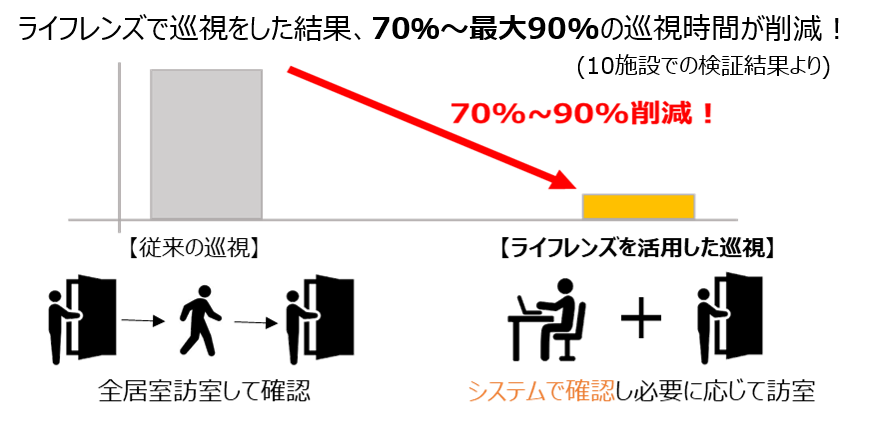 ライフレンズで巡視をした結果、70%～最大90%の巡視時間が削減！
(10施設での検証結果より)
70%~90%削減！
【従来の巡視】
【ライフレンズを活用した巡視】
全居室訪室して確認
システムで確認し必要に応じて訪室